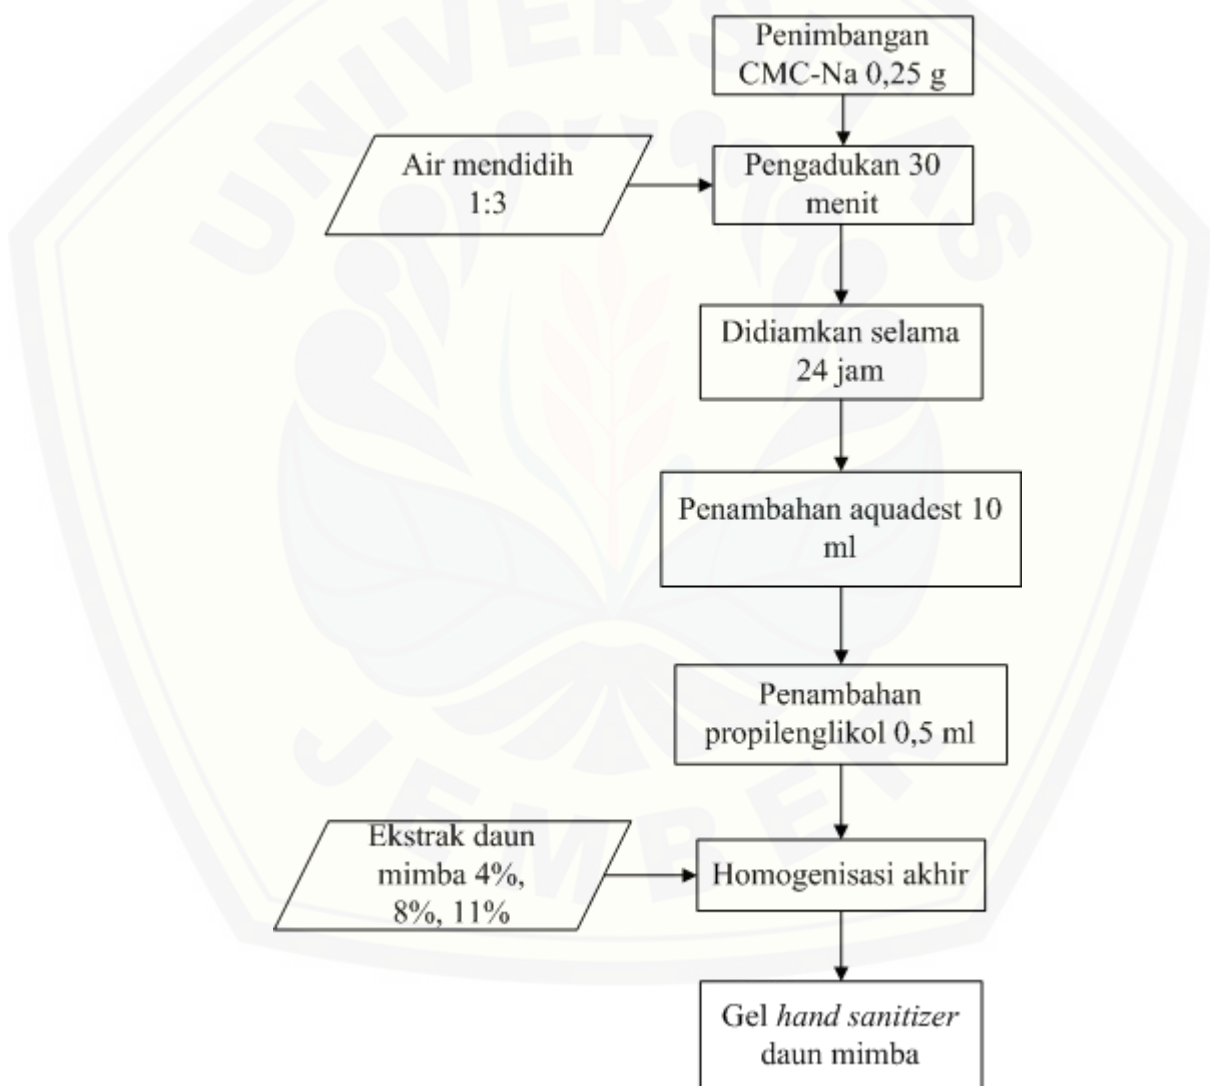 Penimbangan
CMC-Na 0,25 g
Air mendidih
1:3
Pengadukan 30
menit
Didiamkan selama
24 jam
Penambahan aquadest 10
ml
Penambahan
propilenglikol 0,5 ml
Ekstrak daun
mimba 4%,
8%, 11%
Homogenisasi akhir
Gel hand sanitizer
daun mimba
UNIVERSITAS
JEMBER